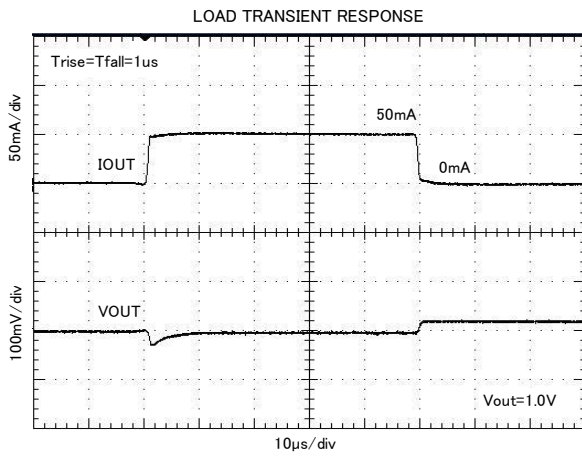 LOAD TRANSIENT RESPONSE
Trise=Tfall=1us
50mA/div
50mA
IOUT
0mA
VOUT
100mV/div
Vout=1.0V
10µs/div